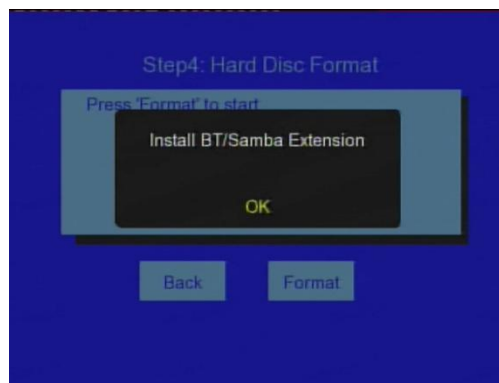 Step4: Hard Disc Format
Press 'Format' to start
Install BT/Samba Extension
OK
Back
Format